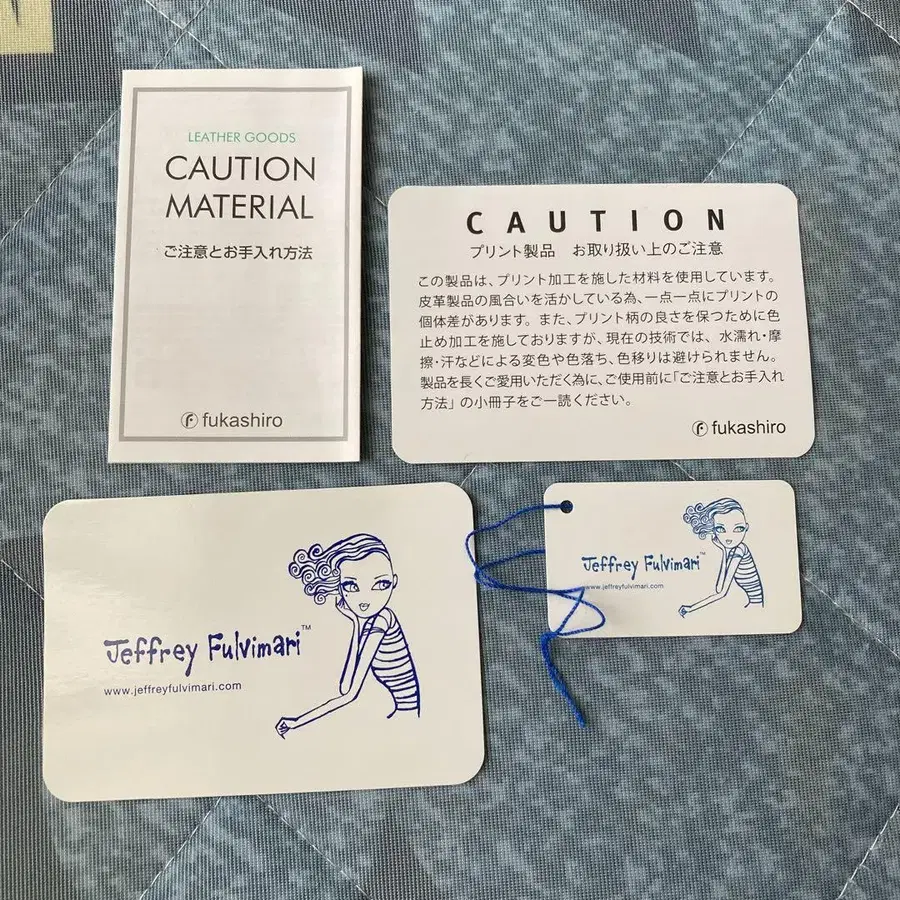 LEATHER GOODS
CAUTION
MATERIAL
ご注意とお手入れ方法
fukashiro
CAUTION
プリント製品　お取り扱い上のご注意
この製品は、プリント加工を施した材料を使用しています。
皮革製品の風合いを活かしている為、一点一点にプリントの
個体差があります。また、プリント柄の良さを保つために色
止め加工を施しておりますが、現在の技術では、水濡れ・摩
擦・汗などによる変色や色落ち、色移りは避けられません。
製品を長くご愛用いただく為に、ご使用前に「ご注意とお手入れ
方法」の小冊子をご一読ください。
fukashiro
Jeffrey Fulvimari™
www.jeffreyfulvimari.com
Jeffrey Fulvimari™
www.jeffreyfulvimari.com